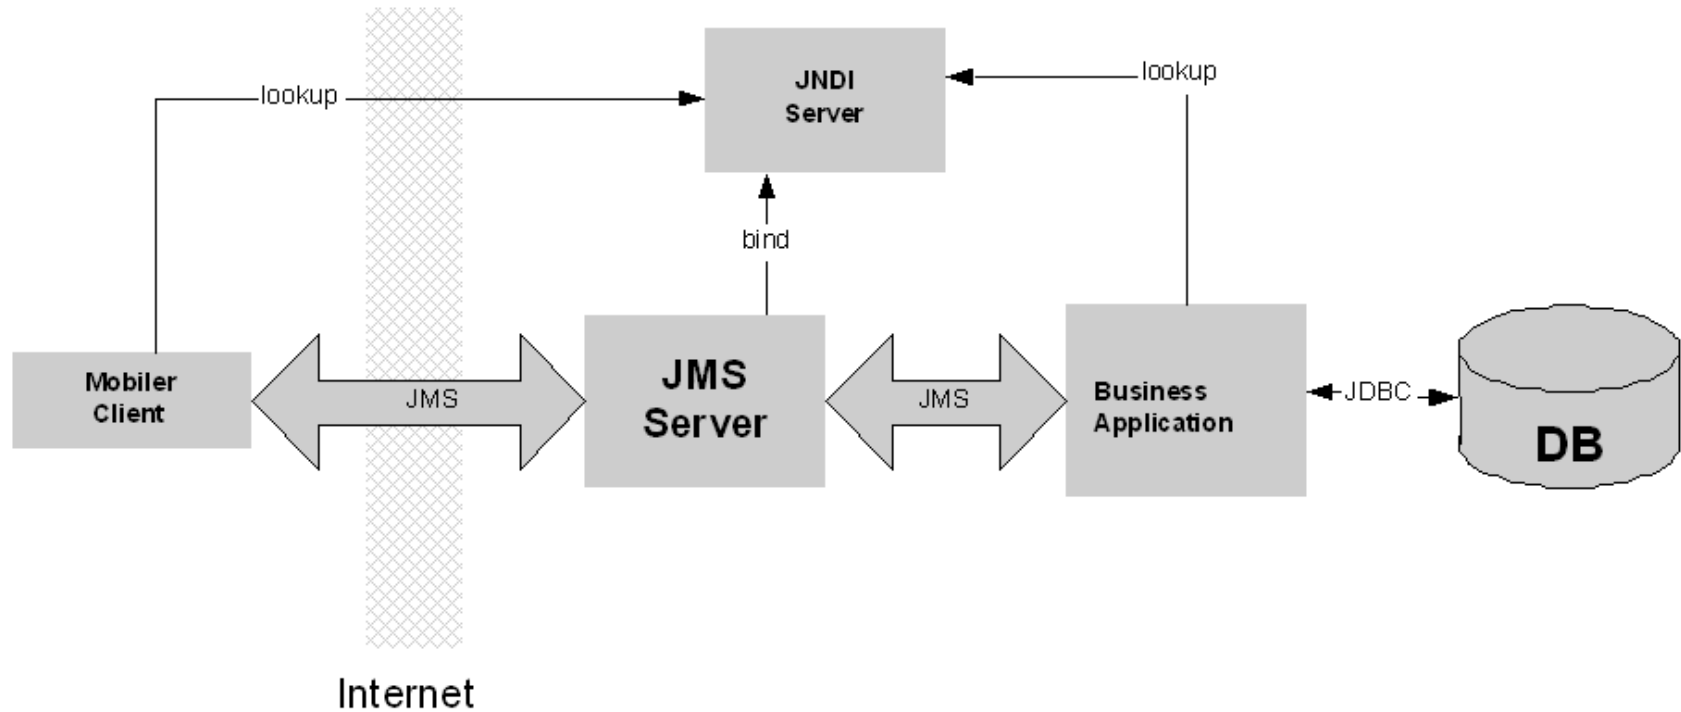 lookup
JNDI
Server
lookup
bind
Mobiler
Client
JMS
JMS
Server
JMS
Business
Application
JDBC
DB
Internet